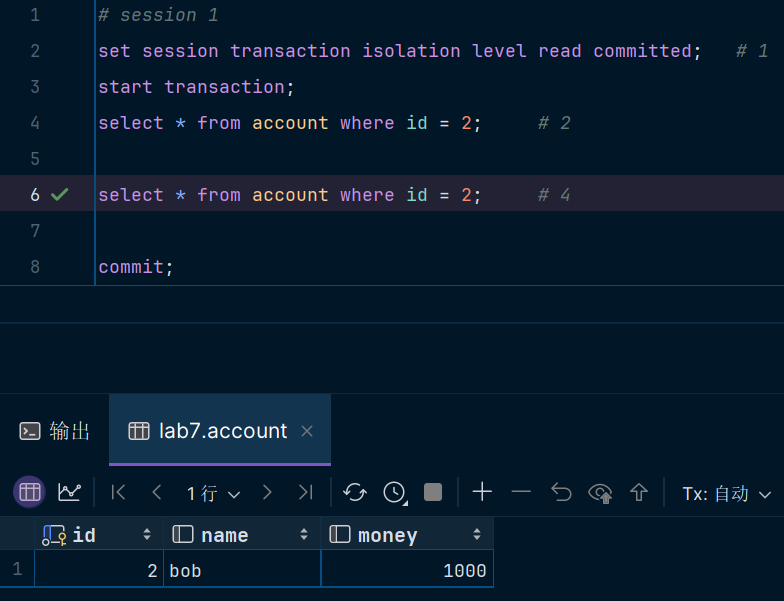 1 # session 1
2 set session transaction isolation level read committed; # 1
3 start transaction;
4 select * from account where id = 2; # 2
5
6 select * from account where id = 2; # 4
7
8 commit;
输出 lab7.account
1 行 Tx: 自动
id name money
1 2 bob 1000